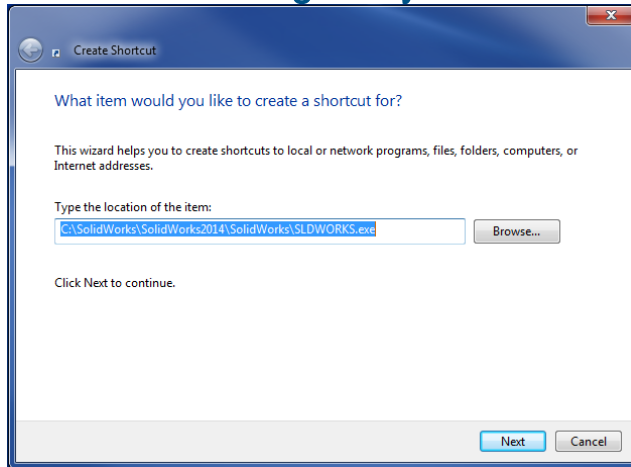 Create Shortcut
What item would you like to create a shortcut for?
This wizard helps you to create shortcuts to local or network programs, files, folders, computers, or
Internet addresses.
Type the location of the item:
C:\SolidWorks\SolidWorks2014\SolidWorks\SLDWORKS.exe
Browse...
Click Next to continue.
Next Cancel